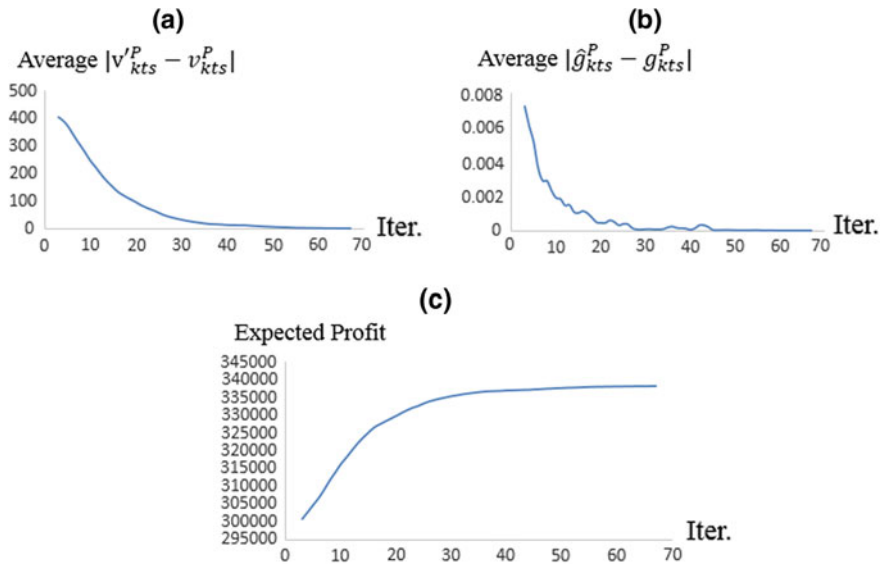 (a)
Average |v'^P_kts − v^P_kts|
500
400
300
200
100
0
0 10 20 30 40 50 60 70
Iter.
(b)
Average |ĝ^P_kts − g^P_kts|
0.008
0.006
0.004
0.002
0.002
0
0 10 20 30 40 50 60 70
Iter.
(c)
Expected Profit
345000
340000
335000
330000
325000
320000
315000
310000
305000
300000
295000
0 10 20 30 40 50 60 70
Iter.